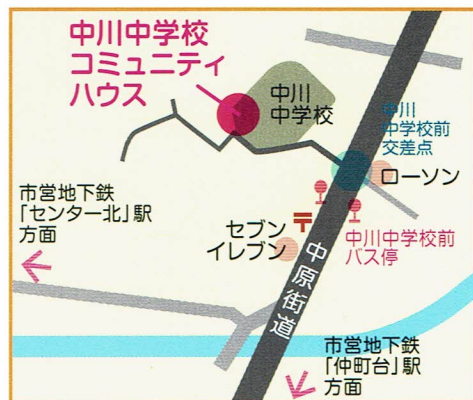 中川中学校
コミュニティ
ハウス
中川
中学校
中川
中学校前
交差点
ローソン
市営地下鉄
「センター北」駅
方面
セブン
イレブン
〒
中川中学校前
バス停
中原街道
市営地下鉄
「仲町台」駅
方面